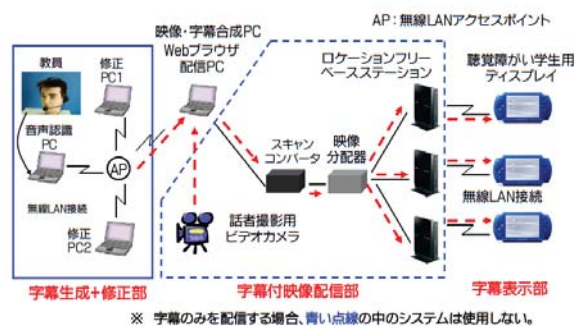 AP:無線LANアクセスポイント
映像・字幕合成PC
Webブラウザ
配信PC
教員
修正
PC1
音声認識
PC
AP
無線LAN接続
修正
PC2
字幕生成+修正部
スキャン
コンバータ
映像
分配器
話者撮影用
ビデオカメラ
字幕付映像配信部
ロケーションフリー
ベースステーション
聴覚障がい学生用
ディスプレイ
無線LAN接続
字幕表示部
※ 字幕のみを配信する場合、青い点線の中のシステムは使用しない。